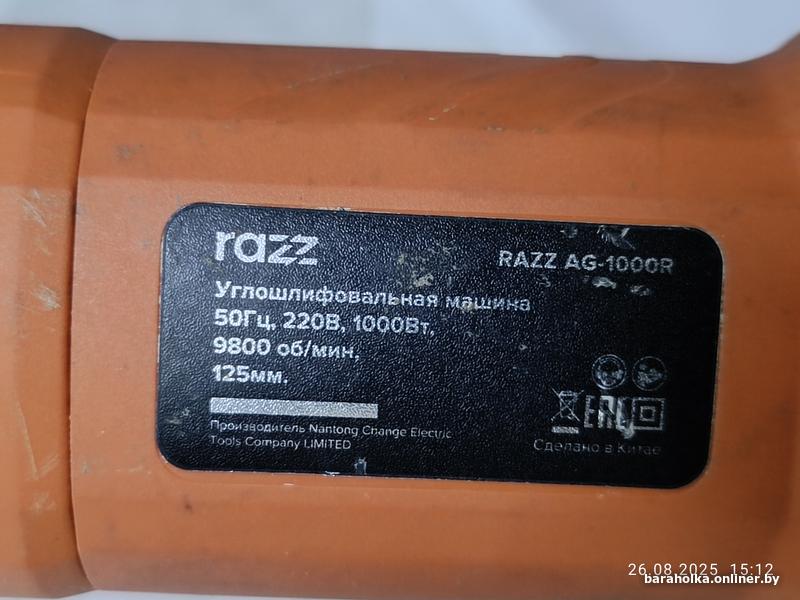 razz
RAZZ AG-1000R
Углошлифовальная машина
50Гц, 220В, 1000Вт,
9800 об/мин,
125мм.
Производитель Nantong Change Electric
Tools Company LIMITED
EAC
Сделано в Китае
26.08.2025 15:12
baraholka.onliner.by